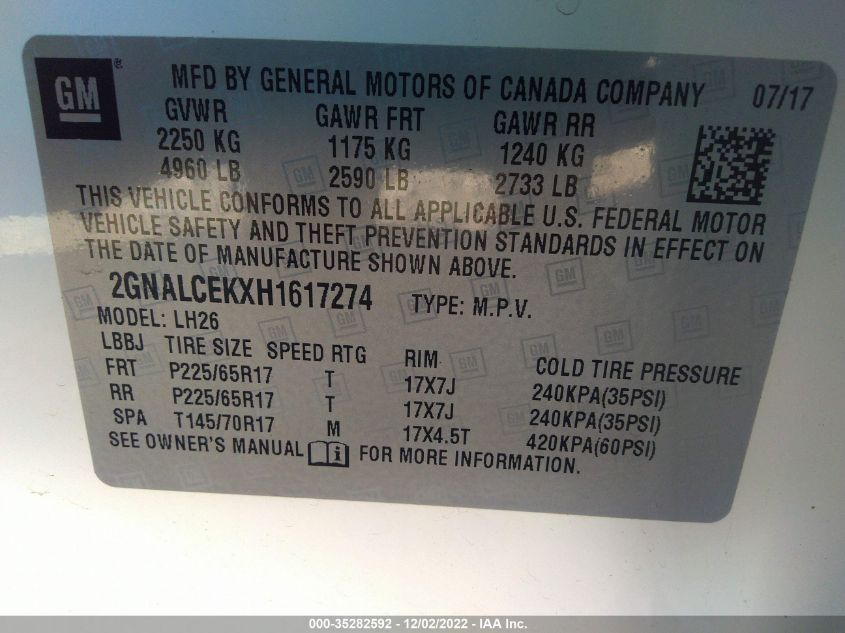 GM ®
MFD BY GENERAL MOTORS OF CANADA COMPANY 07/17
GVWR GAWR FRT GAWR RR
2250 KG 1175 KG 1240 KG
4960 LB 2590 LB 2733 LB
THIS VEHICLE CONFORMS TO ALL APPLICABLE U.S. FEDERAL MOTOR
VEHICLE SAFETY AND THEFT PREVENTION STANDARDS IN EFFECT ON
THE DATE OF MANUFACTURE SHOWN ABOVE.
2GNALCEKXH1617274 TYPE: M.P.V.
MODEL: LH26
LBBJ TIRE SIZE SPEED RTG RIM COLD TIRE PRESSURE
FRT P225/65R17 T 17X7J 240KPA(35PSI)
RR P225/65R17 T 17X7J 240KPA(35PSI)
SPA T145/70R17 M 17X4.5T 420KPA(60PSI)
SEE OWNER'S MANUAL i FOR MORE INFORMATION.
000-35282592 - 12/02/2022 - IAA Inc.